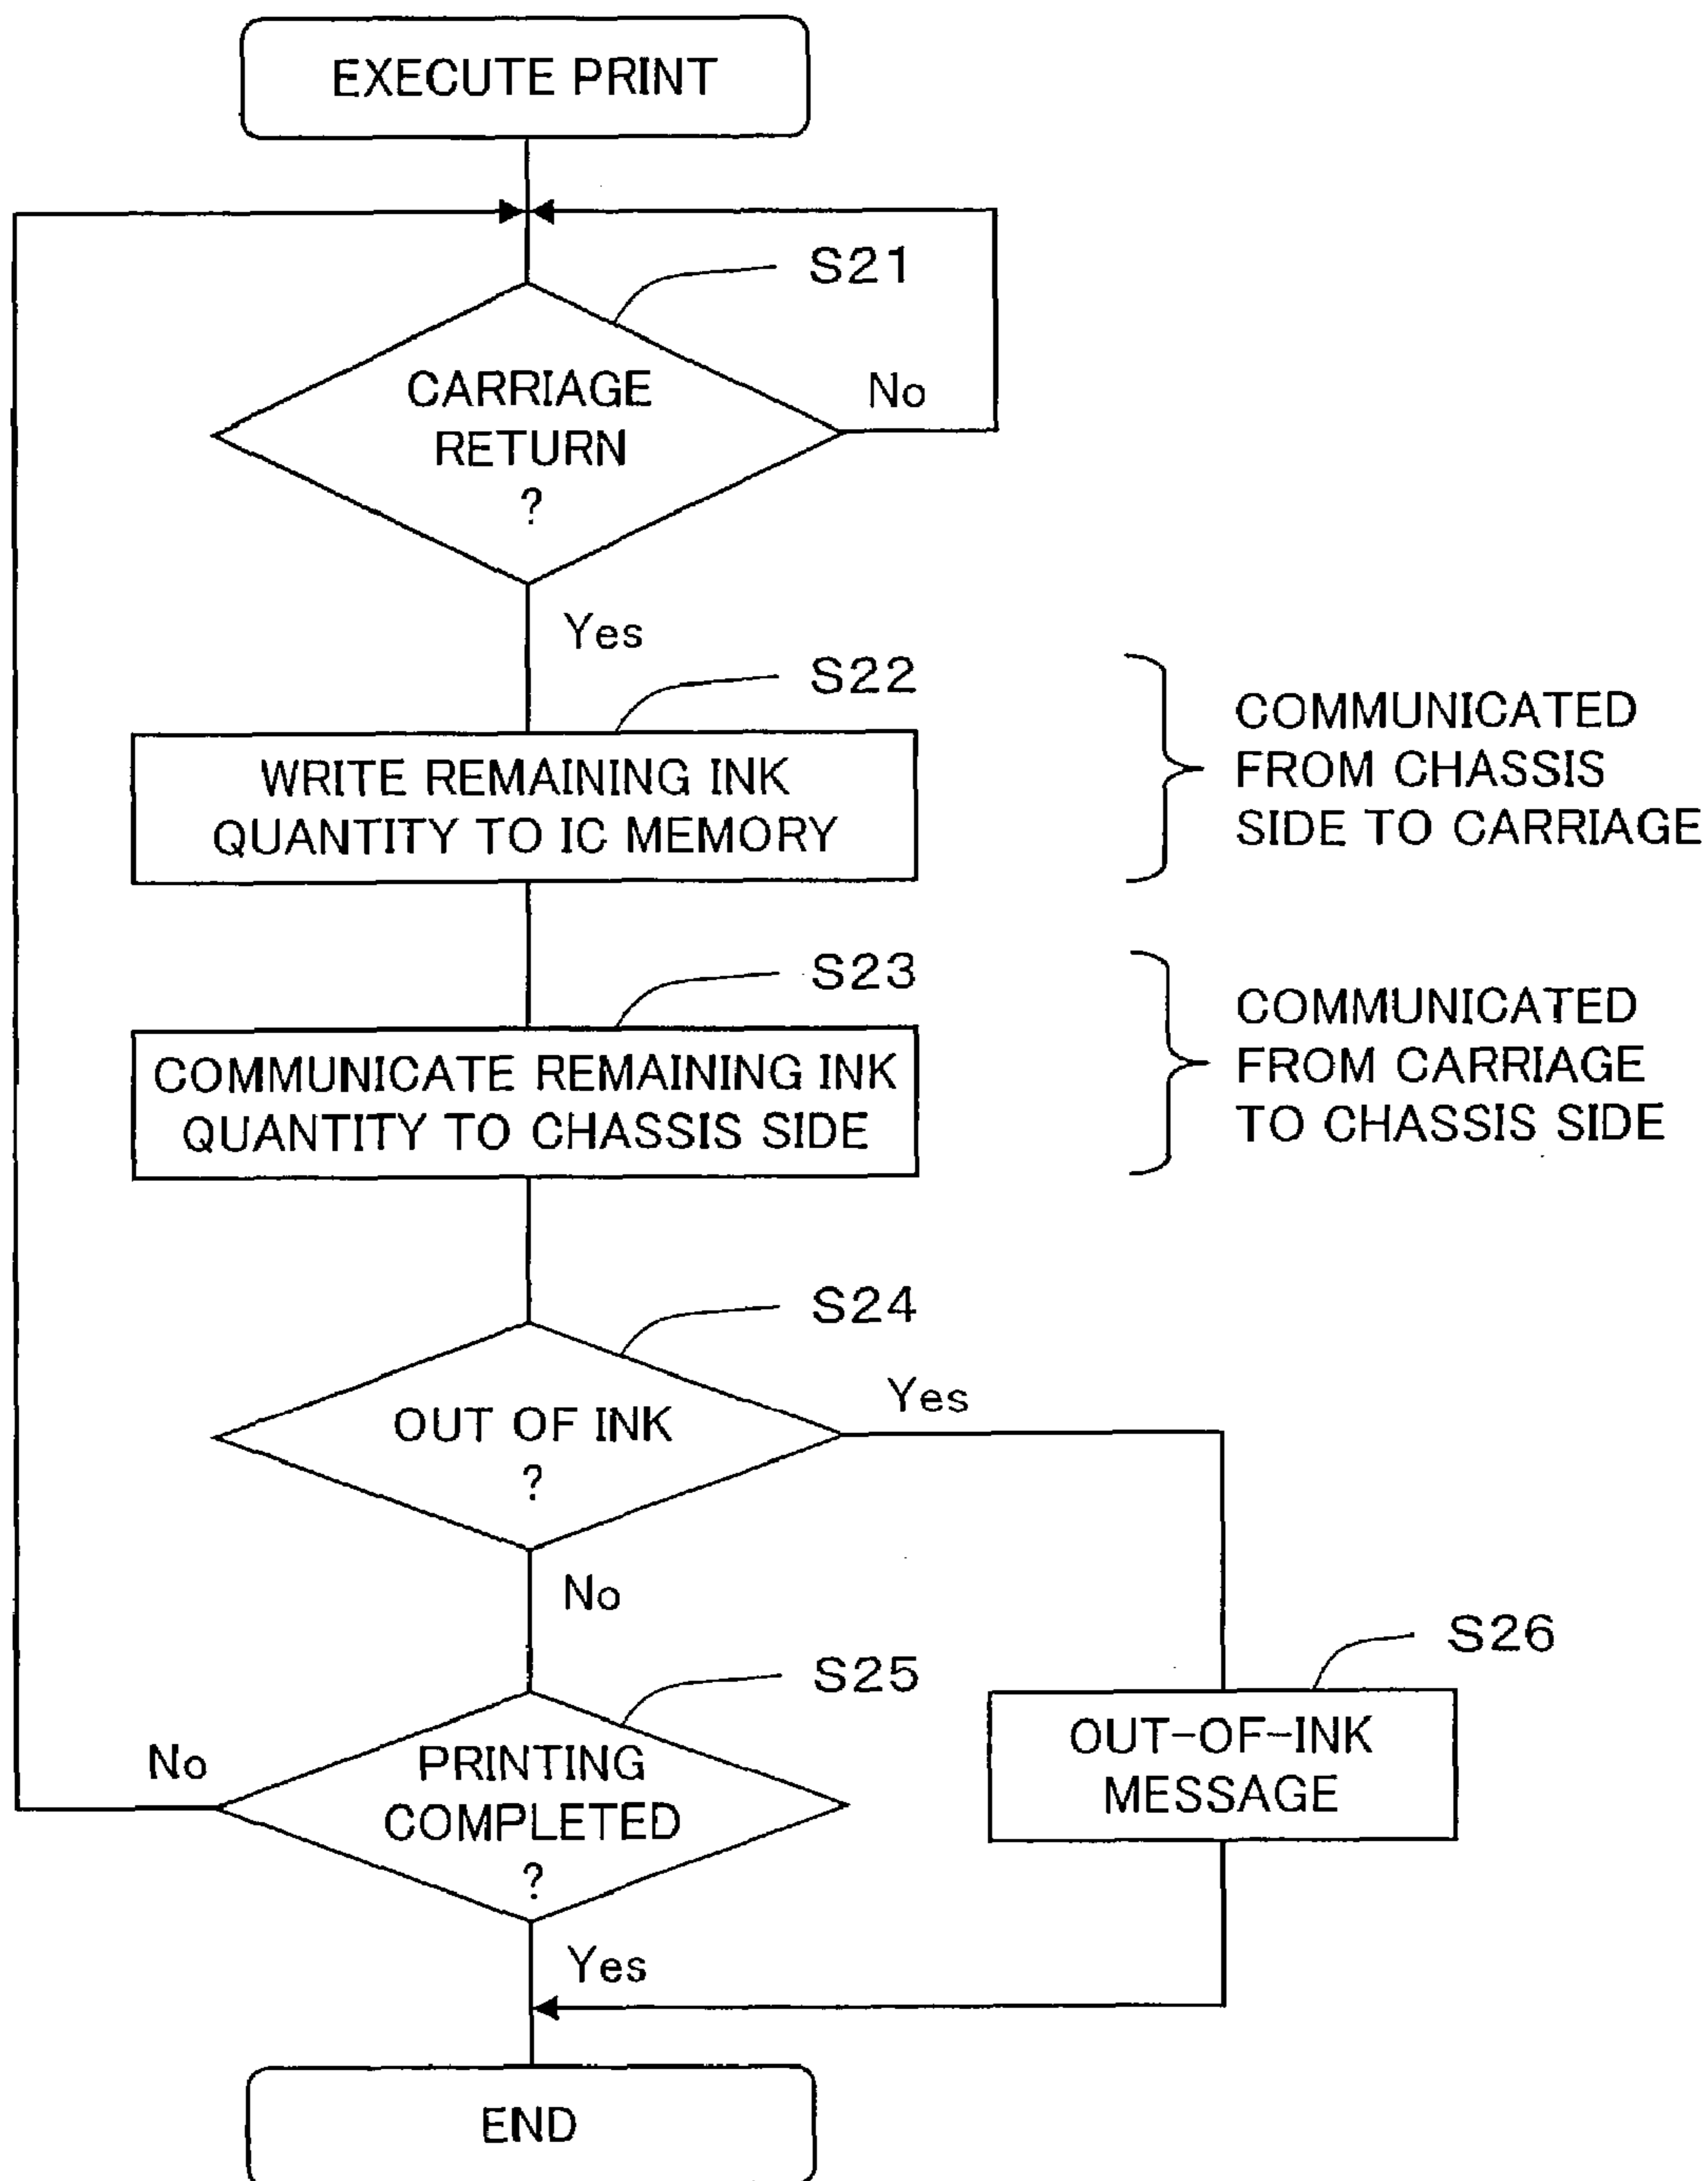 EXECUTE PRINT
S21
CARRIAGE
RETURN
?
No
Yes
S22
WRITE REMAINING INK
QUANTITY TO IC MEMORY
COMMUNICATED
FROM CHASSIS
SIDE TO CARRIAGE
S23
COMMUNICATE REMAINING INK
QUANTITY TO CHASSIS SIDE
COMMUNICATED
FROM CARRIAGE
TO CHASSIS SIDE
S24
OUT OF INK
?
Yes
No
S25
PRINTING
COMPLETED
?
No
Yes
S26
OUT-OF-INK
MESSAGE
END